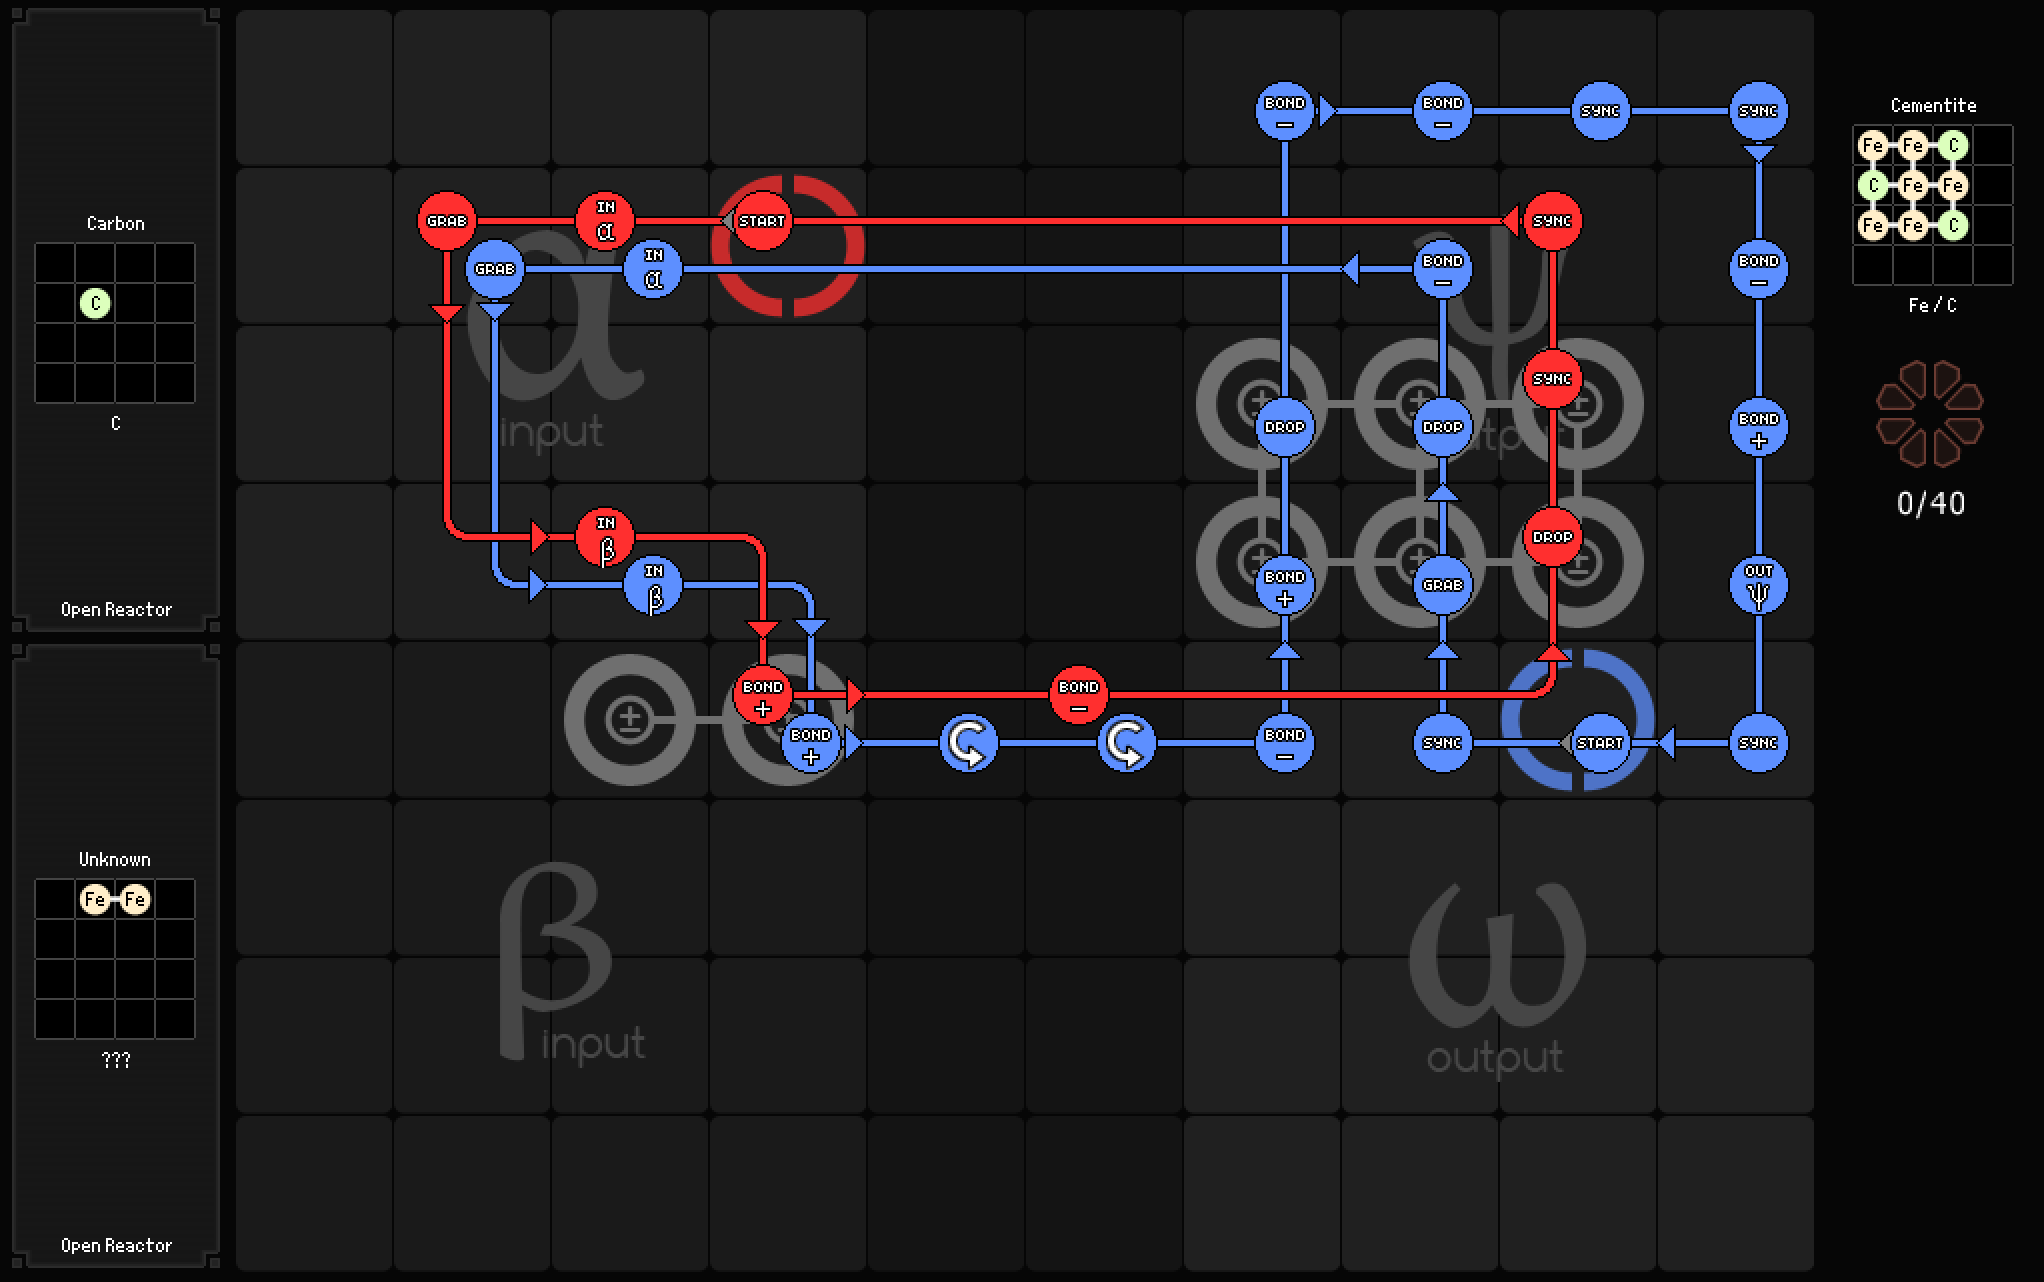 BOND
−
BOND
−
SYNC
SYNC
Cementite
Fe Fe C
C Fe Fe
Fe Fe C
Fe / C
0/40
Carbon
C
C
Open Reactor
GRAB
IN
α
START
SYNC
GRAB
IN
α
BOND
−
BOND
−
α
input
ψ
SYNC
DROP
DROP
BOND
+
IN
β
DROP
IN
β
BOND
+
GRAB
OUT
ψ
BOND
+
BOND
−
BOND
+
BOND
−
SYNC
START
SYNC
Unknown
Fe Fe
???
Open Reactor
β
input
ω
output